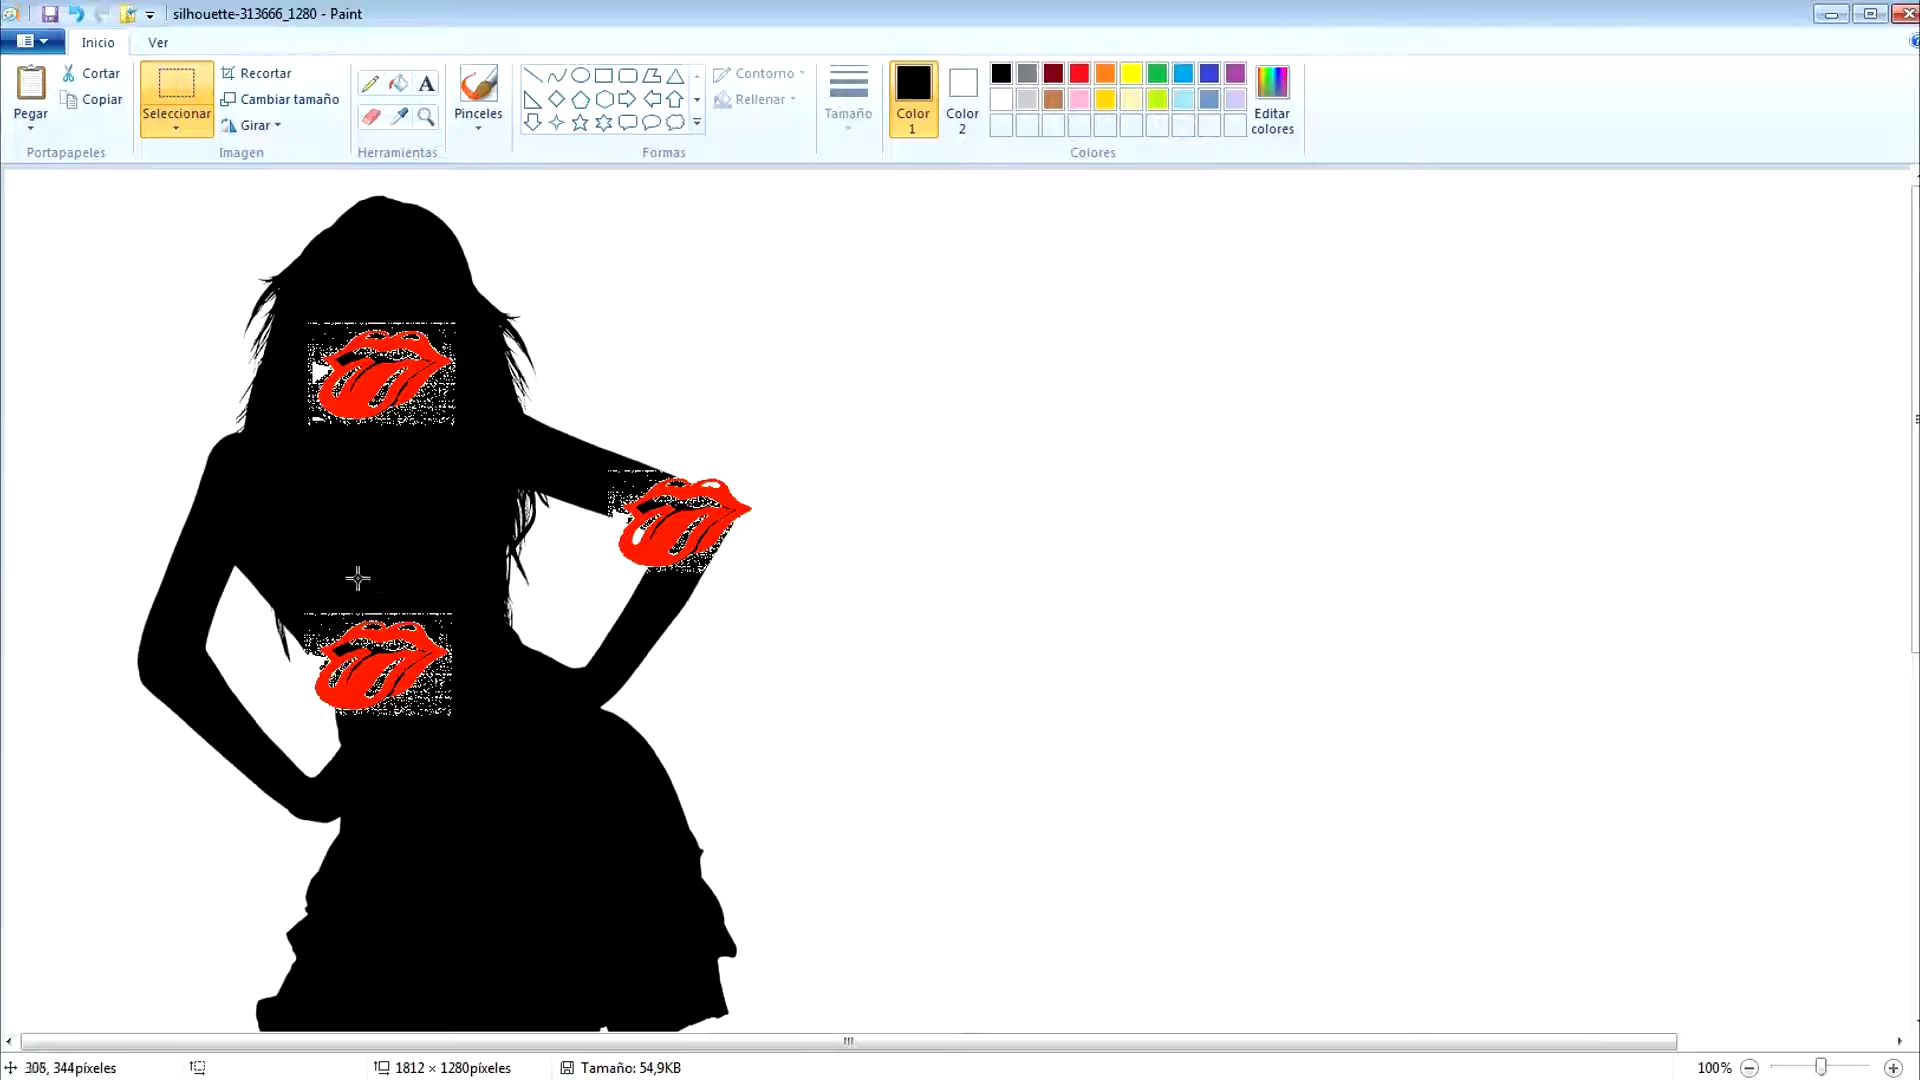 silhouette-313666_1280 - Paint
Inicio Ver
Pegar
Cortar
Copiar
Portapapeles
Seleccionar
Recortar
Cambiar tamaño
Girar
Imagen
A
Herramientas
Pinceles
Contorno
Rellenar
Formas
Tamaño
Color 1
Color 2
Editar colores
Colores
344píxeles
1812 × 1280píxeles
Tamaño: 54,9KB
100%